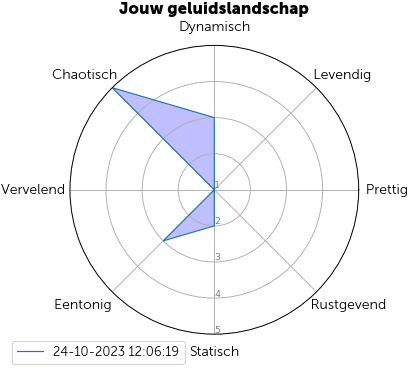 Jouw geluidslandschap
Dynamisch
Chaotisch
Levendig
Vervelend
Prettig
1
2
3
4
5
Eentonig
Rustgevend
24-10-2023 12:06:19
Statisch